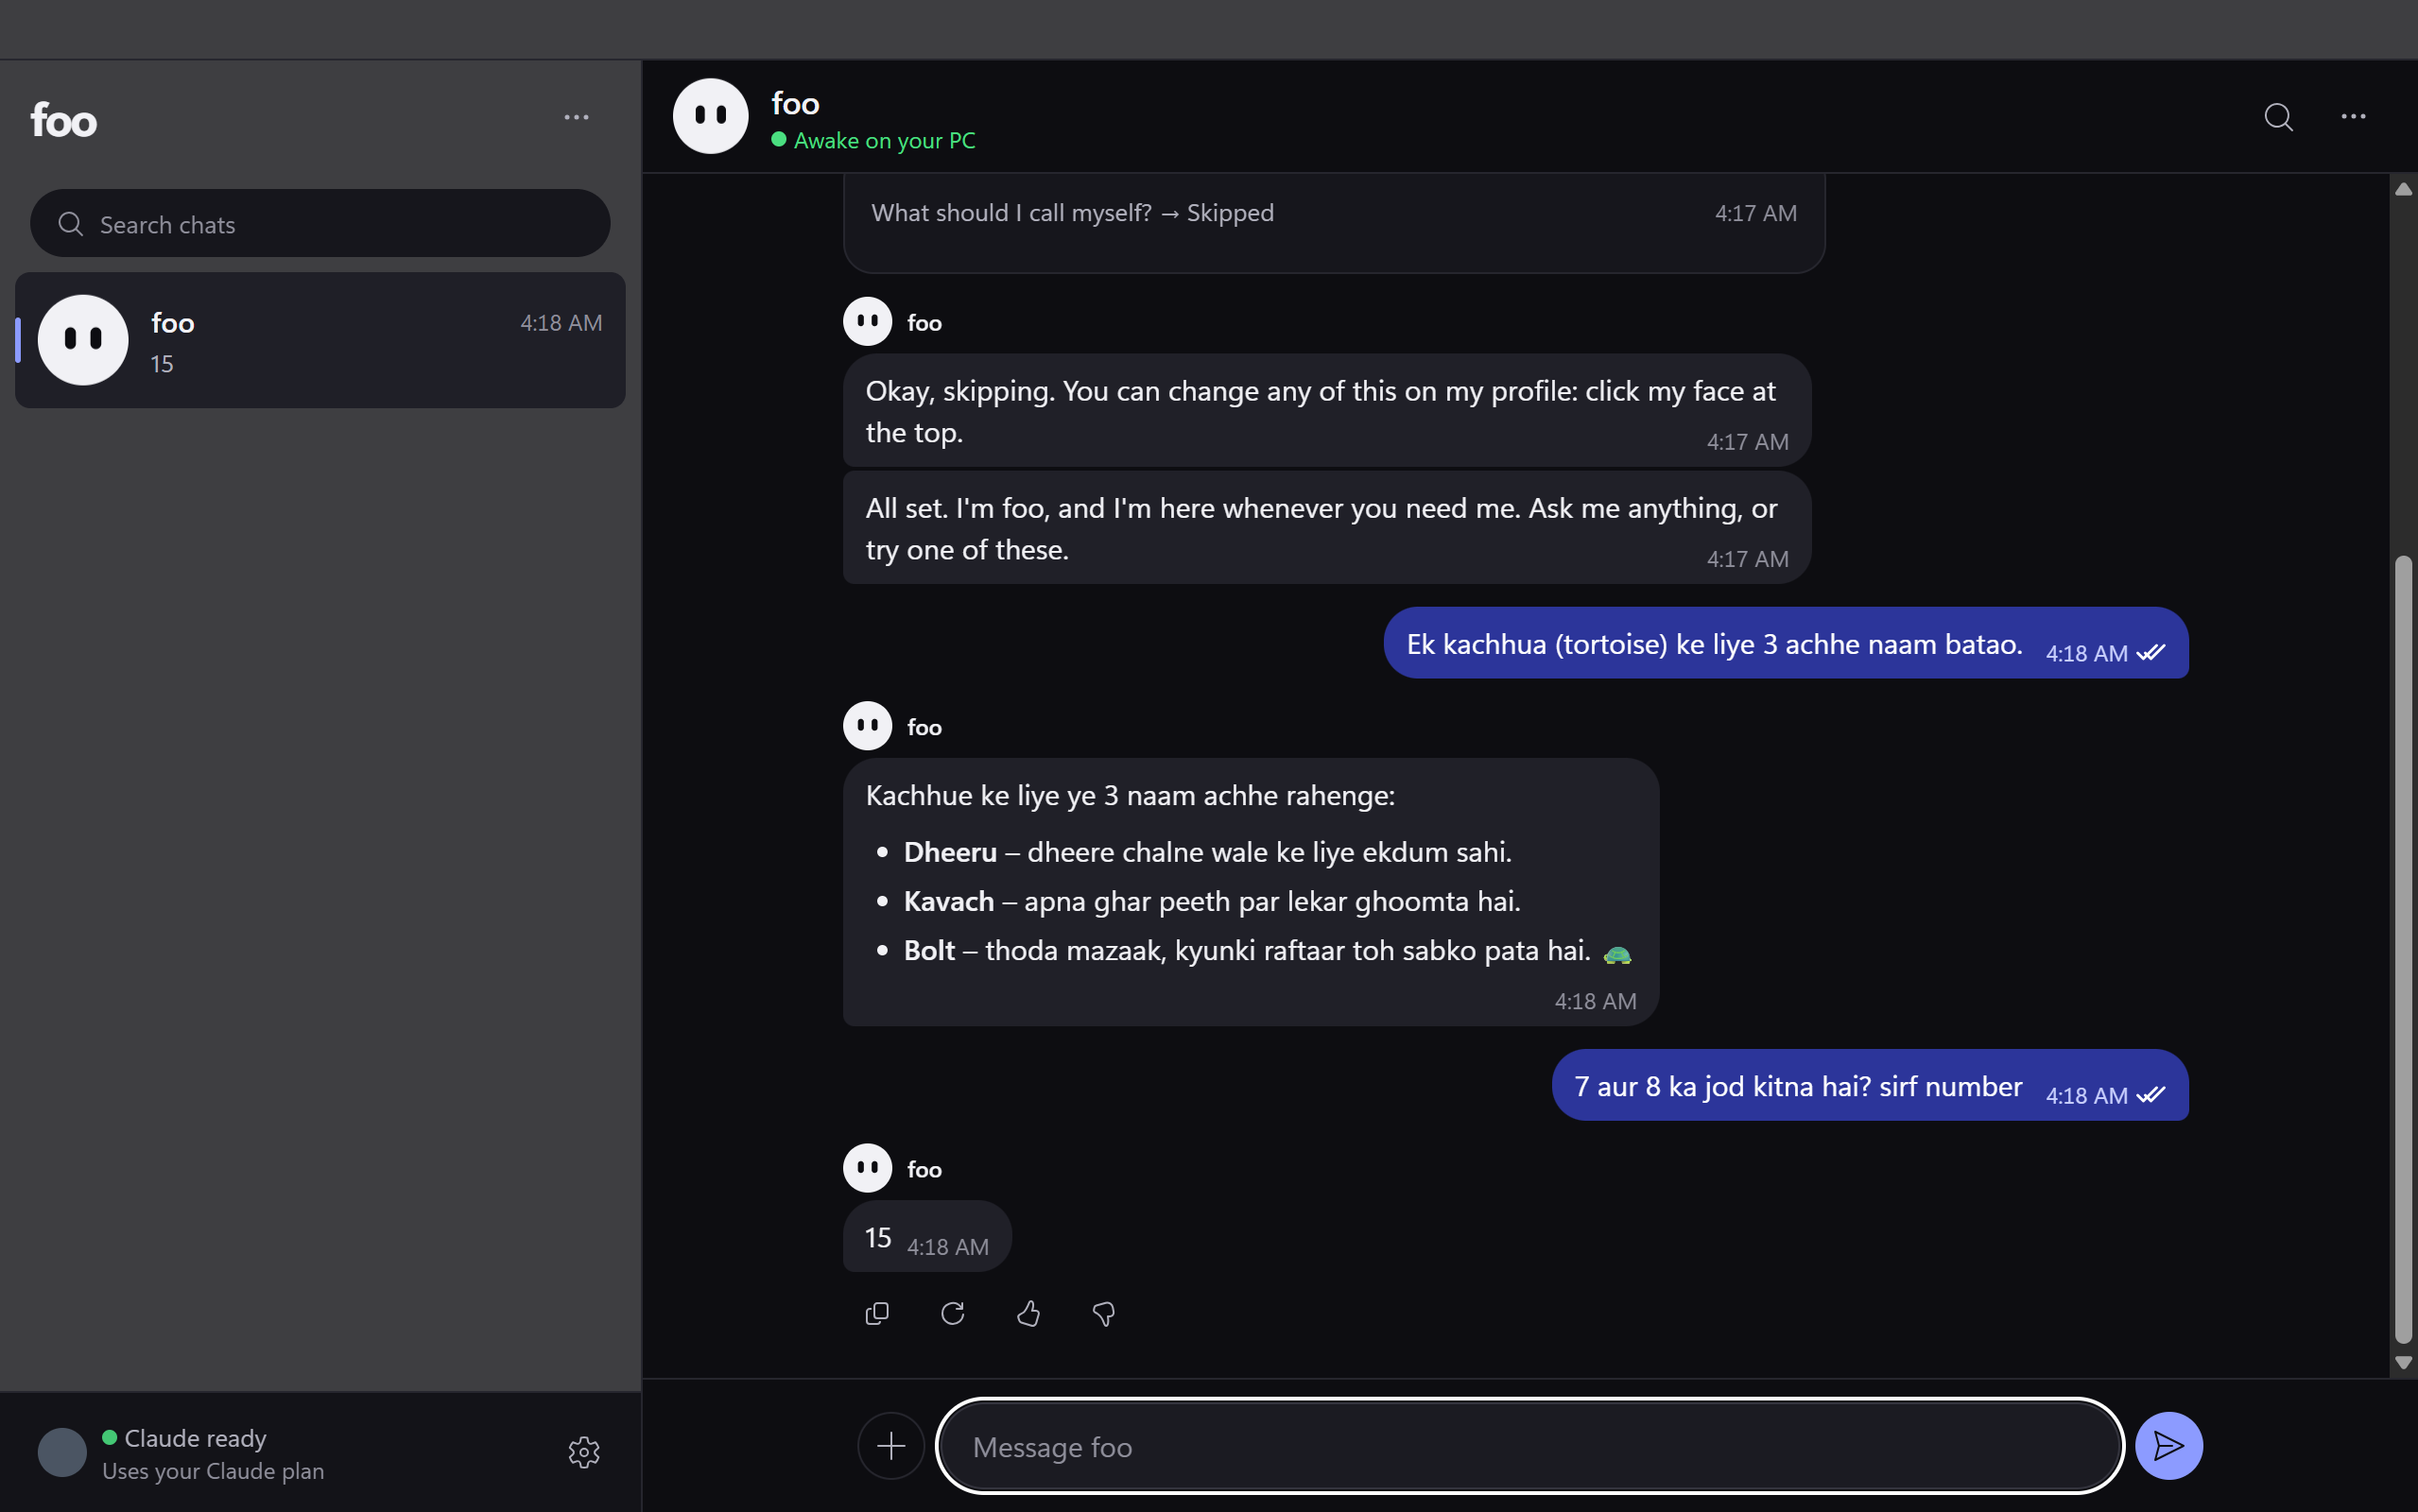 foo
Search chats
foo
4:18 AM
15
Claude ready
Uses your Claude plan
foo
Awake on your PC
What should I call myself? → Skipped
4:17 AM
foo
Okay, skipping. You can change any of this on my profile: click my face at
the top.
4:17 AM
All set. I'm foo, and I'm here whenever you need me. Ask me anything, or
try one of these.
4:17 AM
Ek kachhua (tortoise) ke liye 3 achhe naam batao.
4:18 AM
foo
Kachhue ke liye ye 3 naam achhe rahenge:
• Dheeru – dheere chalne wale ke liye ekdum sahi.
• Kavach – apna ghar peeth par lekar ghoomta hai.
• Bolt – thoda mazaak, kyunki raftaar toh sabko pata hai. 🐢
4:18 AM
7 aur 8 ka jod kitna hai? sirf number
4:18 AM
foo
15
4:18 AM
Message foo